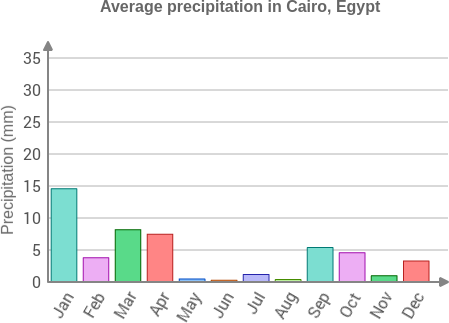 Average precipitation in Cairo, Egypt
Precipitation (mm)
35
30
25
20
15
10
5
0
Jan
Feb
Mar
Apr
May
Jun
Jul
Aug
Sep
Oct
Nov
Dec